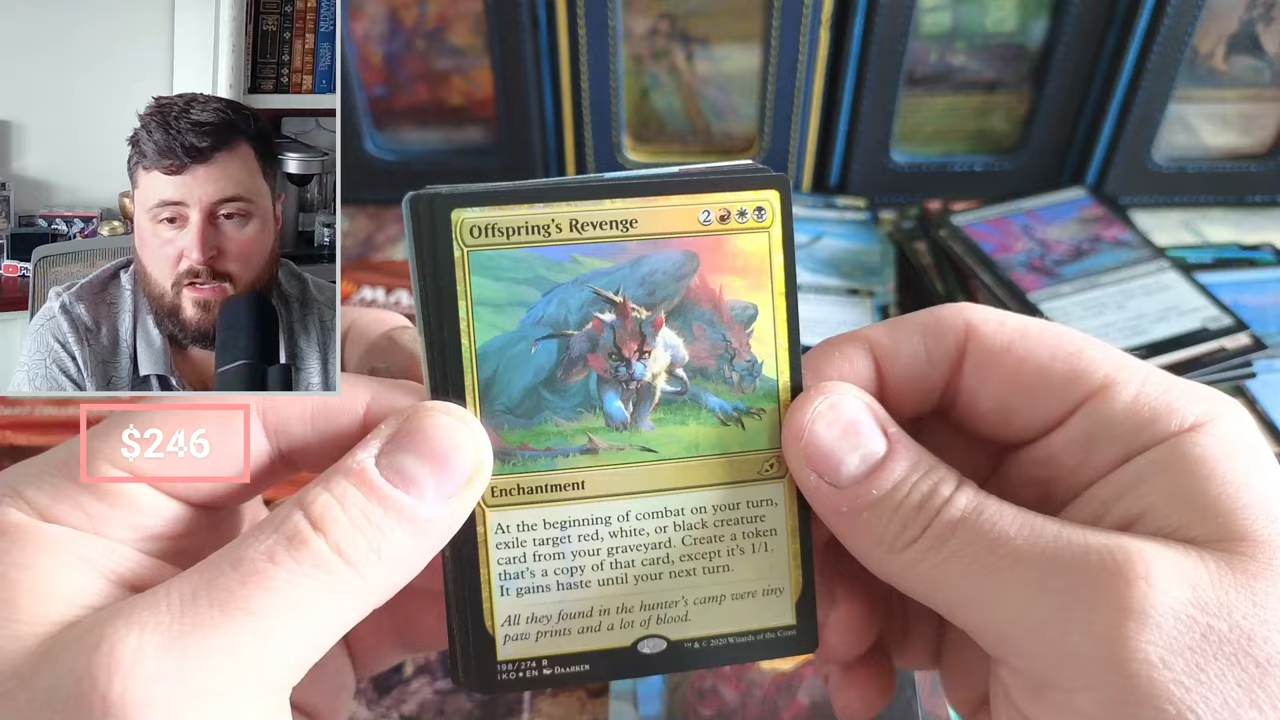 $246
Offspring's Revenge
2
Enchantment
At the beginning of combat on your turn,
exile target red, white, or black creature
card from your graveyard. Create a token
that's a copy of that card, except it's 1/1.
It gains haste until your next turn.
All they found in the hunter's camp were tiny
paw prints and a lot of blood.
198/274 R
IKO★EN DAARKEN
™ & © 2020 Wizards of the Coast